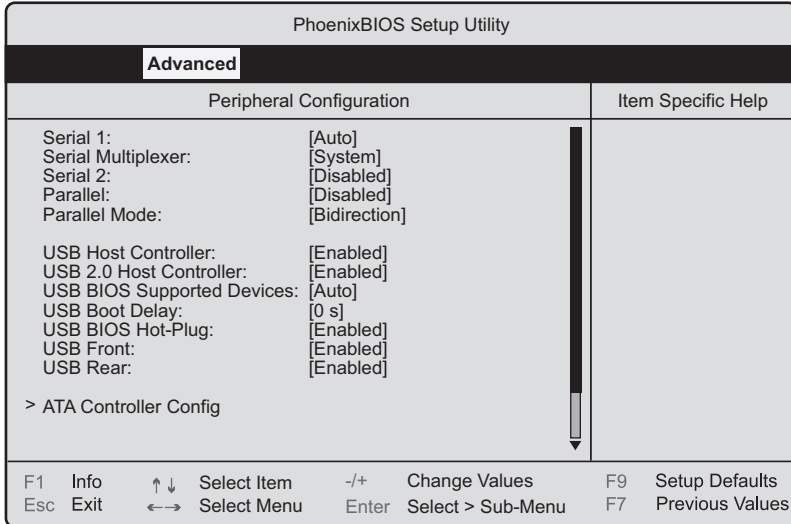 PhoenixBIOS Setup Utility
Advanced
Peripheral Configuration
Item Specific Help
Serial 1: [Auto]
Serial Multiplexer: [System]
Serial 2: [Disabled]
Parallel: [Disabled]
Parallel Mode: [Bidirection]
USB Host Controller: [Enabled]
USB 2.0 Host Controller: [Enabled]
USB BIOS Supported Devices: [Auto]
USB Boot Delay: [0 s]
USB BIOS Hot-Plug: [Enabled]
USB Front: [Enabled]
USB Rear: [Enabled]
> ATA Controller Config
F1 Info ↑ ↓ Select Item -/+ Change Values F9 Setup Defaults
Esc Exit ←→ Select Menu Enter Select > Sub-Menu F7 Previous Values